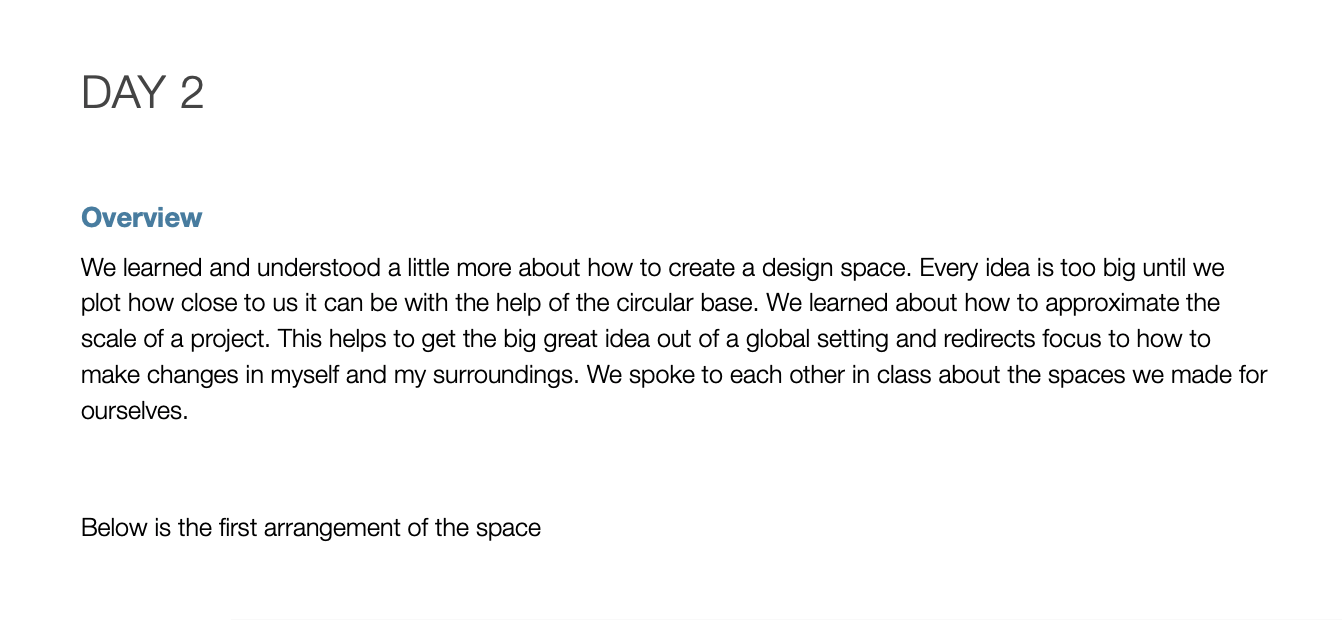 DAY 2
Overview
We learned and understood a little more about how to create a design space. Every idea is too big until we
plot how close to us it can be with the help of the circular base. We learned about how to approximate the
scale of a project. This helps to get the big great idea out of a global setting and redirects focus to how to
make changes in myself and my surroundings. We spoke to each other in class about the spaces we made for
ourselves.
Below is the first arrangement of the space